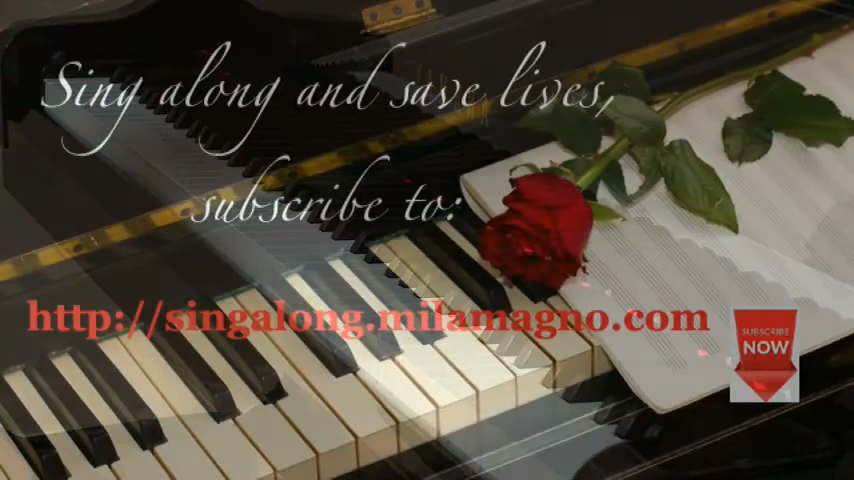 Sing along and save lives,
subscribe to:
http://singalong.milamagno.com
SUBSCRIBE
NOW